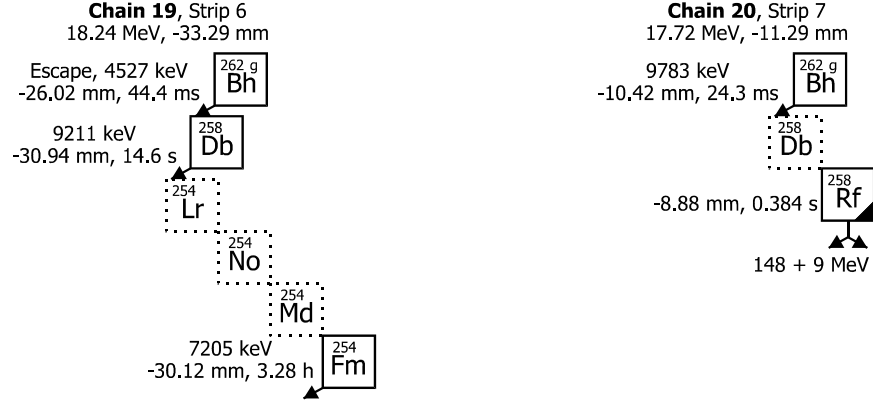 Chain 19, Strip 6
18.24 MeV, -33.29 mm
Escape, 4527 keV
-26.02 mm, 44.4 ms
262 g
Bh
9211 keV
-30.94 mm, 14.6 s
258
Db
254
Lr
254
No
254
Md
7205 keV
-30.12 mm, 3.28 h
254
Fm
Chain 20, Strip 7
17.72 MeV, -11.29 mm
9783 keV
-10.42 mm, 24.3 ms
262 g
Bh
258
Db
-8.88 mm, 0.384 s
258
Rf
148 + 9 MeV